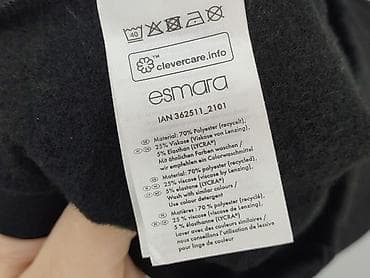 40
™ clevercare.info
esmara
IAN 362511_2101
Material: 70% Polyester (recycelt),
25% Viskose (Viskose von Lenzing),
5% Elasthan (LYCRA®)
Mit ähnlichen Farben waschen/
wir empfehlen ein Colorwaschmittel
Material: 70% polyester (recycled),
25% viscose (viscose by Lenzing),
5% elastane (LYCRA®)
Wash with similar colours/
Use colour detergent
Matières : 70 % polyester (recyclé),
25 % viscose (viscose de Lenzing),
5 % élasthanne (LYCRA®)
Laver avec des couleurs similaires /
nous conseillons d'utiliser de lessive
pour linge de couleur